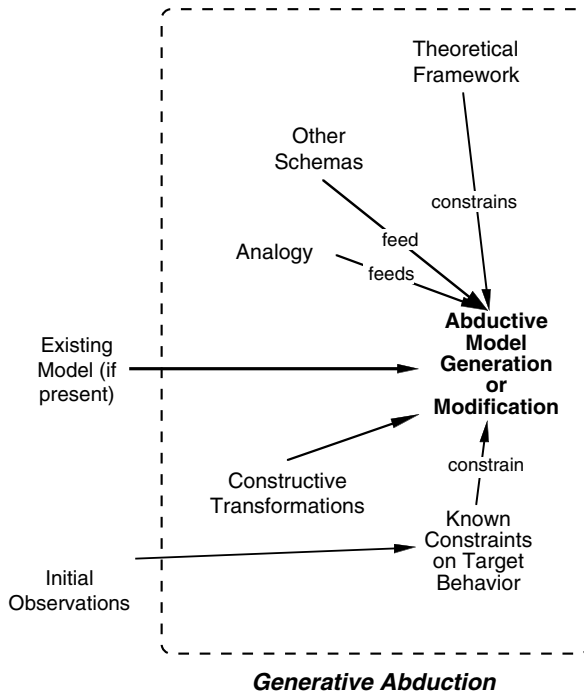 Theoretical
Framework
Other
Schemas
constrains
feed
Analogy
feeds
Abductive
Model
Generation
or
Modification
Existing
Model (if
present)
constrain
Constructive
Transformations
Known
Constraints
on Target
Behavior
Initial
Observations
Generative Abduction